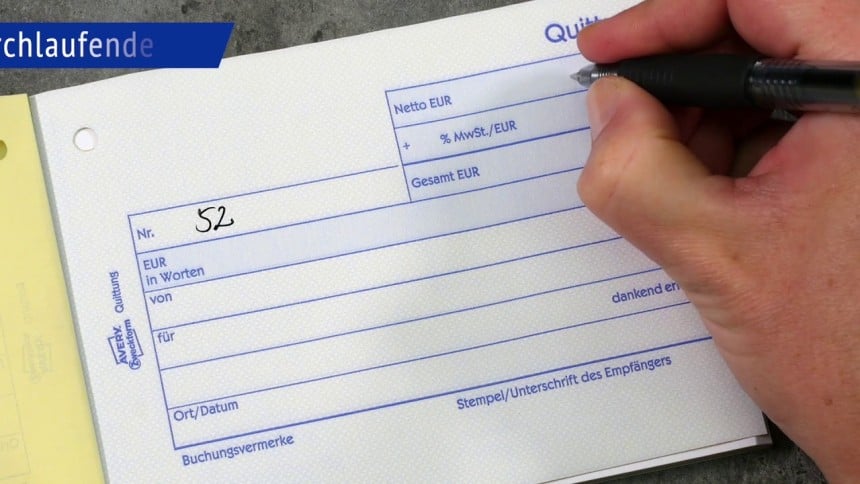 rchlaufende
Quittu
Netto EUR
+ % MwSt./EUR
Gesamt EUR
Nr. 52
EUR
in Worten
von
für
dankend er
Ort/Datum
Stempel/Unterschrift des Empfängers
Buchungsvermerke
AVERY
Zweckform
Quittung